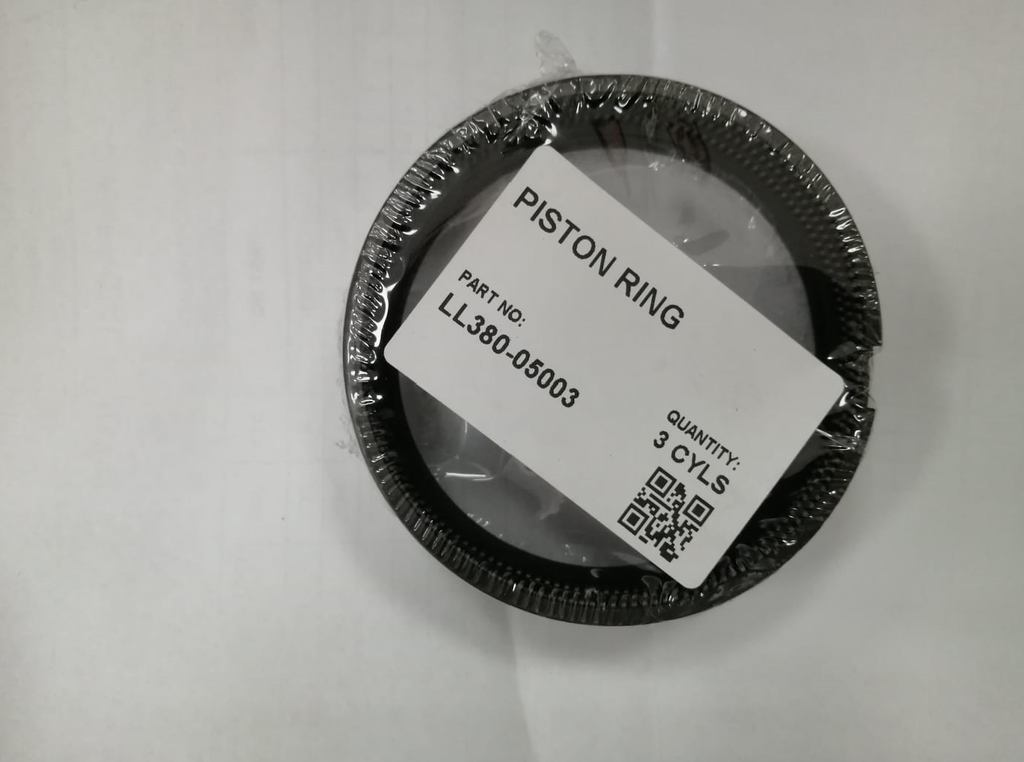 PISTON RING
PART NO:
LL380-05003
QUANTITY:
3 CYLS